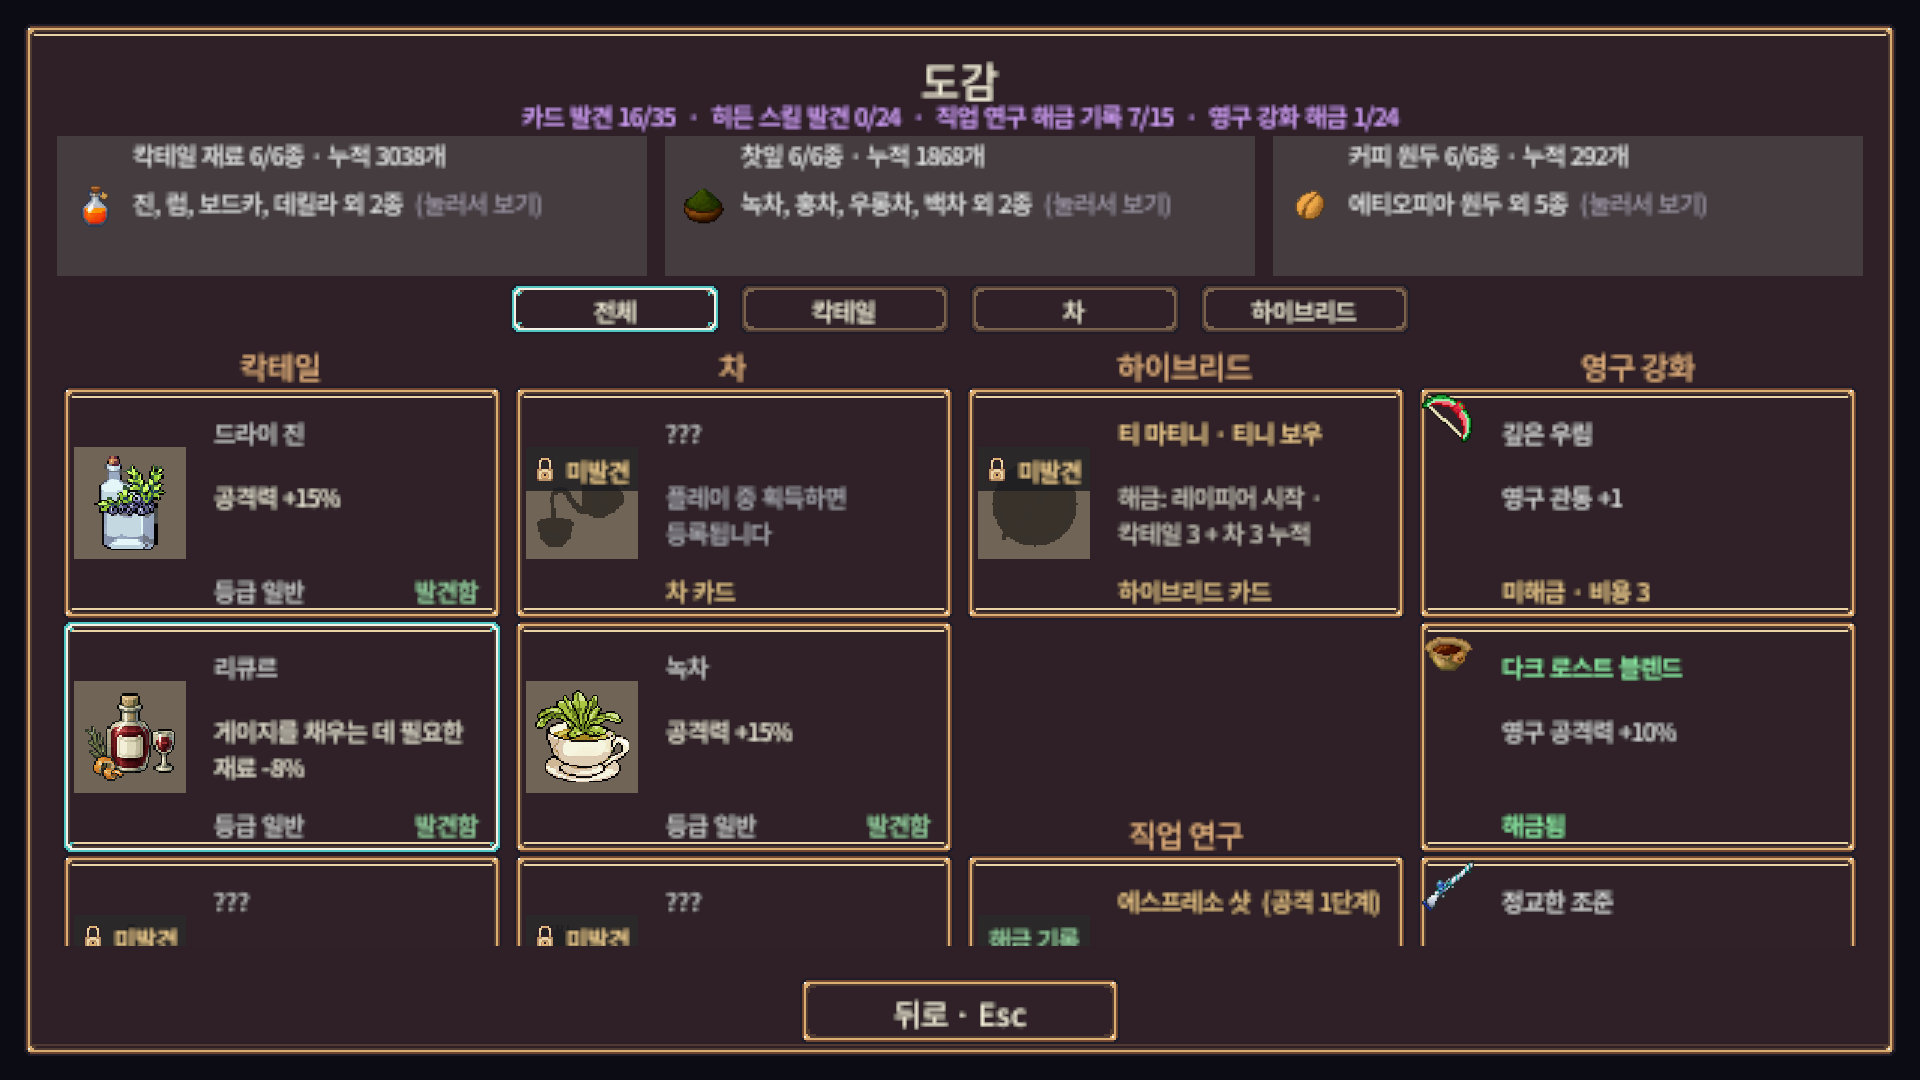 도감
카드 발견 16/35 · 히든 스킬 발견 0/24 · 직업 연구 해금 기록 7/15 · 영구 강화 해금 1/24
칵테일 재료 6/6종 · 누적 3038개
진, 럼, 보드카, 데킬라 외 2종 (눌러서 보기)
찻잎 6/6종 · 누적 1868개
녹차, 홍차, 우롱차, 백차 외 2종 (눌러서 보기)
커피 원두 6/6종 · 누적 292개
에티오피아 원두 외 5종 (눌러서 보기)
전체
칵테일
차
하이브리드
칵테일
드라이 진
공격력 +15%
등급 일반
발견함
리큐르
게이지를 채우는 데 필요한
재료 -8%
등급 일반
발견함
???
미발견
차
???
미발견
플레이 중 획득하면
등록됩니다
차 카드
녹차
공격력 +15%
등급 일반
발견함
???
미발견
하이브리드
티 마티니 · 티니 보우
미발견
해금: 레이피어 시작 ·
칵테일 3 + 차 3 누적
하이브리드 카드
직업 연구
에스프레소 샷 (공격 1단계)
해금 기록
영구 강화
깊은 우림
영구 관통 +1
미해금 · 비용 3
다크 로스트 블렌드
영구 공격력 +10%
해금됨
정교한 조준
뒤로 · Esc